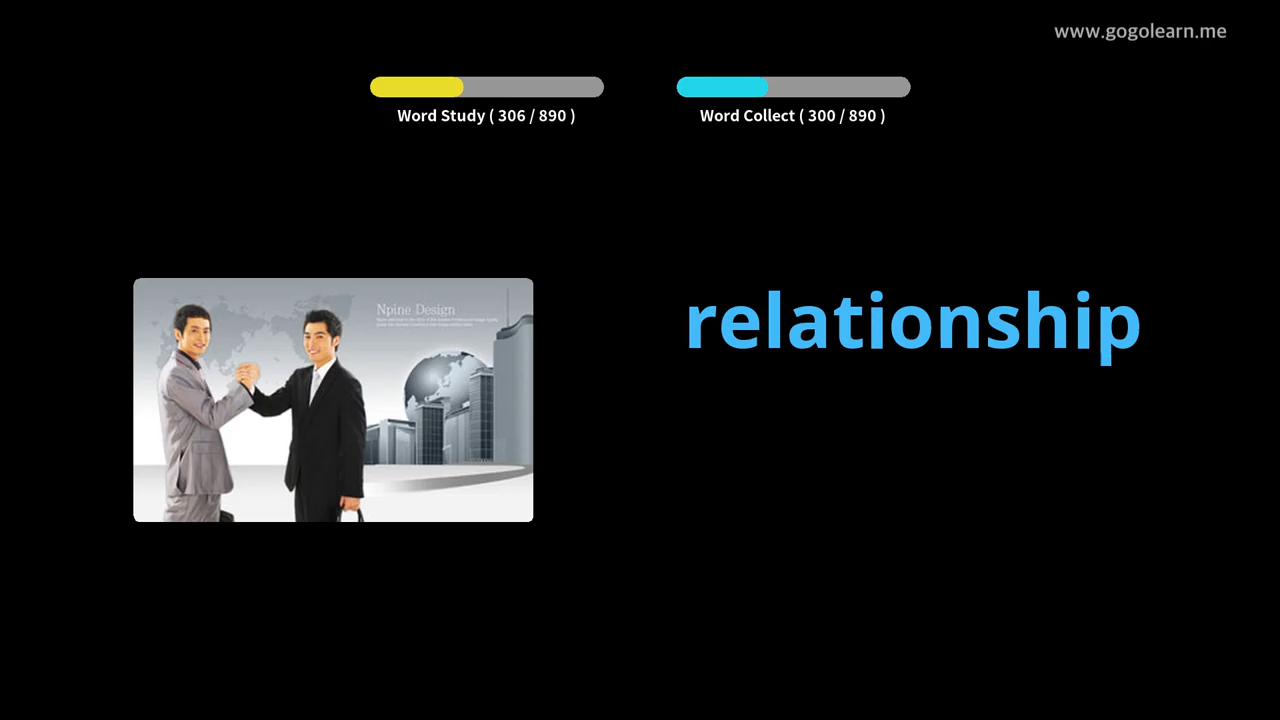 www.gogolearn.me
Word Study ( 306 / 890 )
Word Collect ( 300 / 890 )
Npine Design
relationship